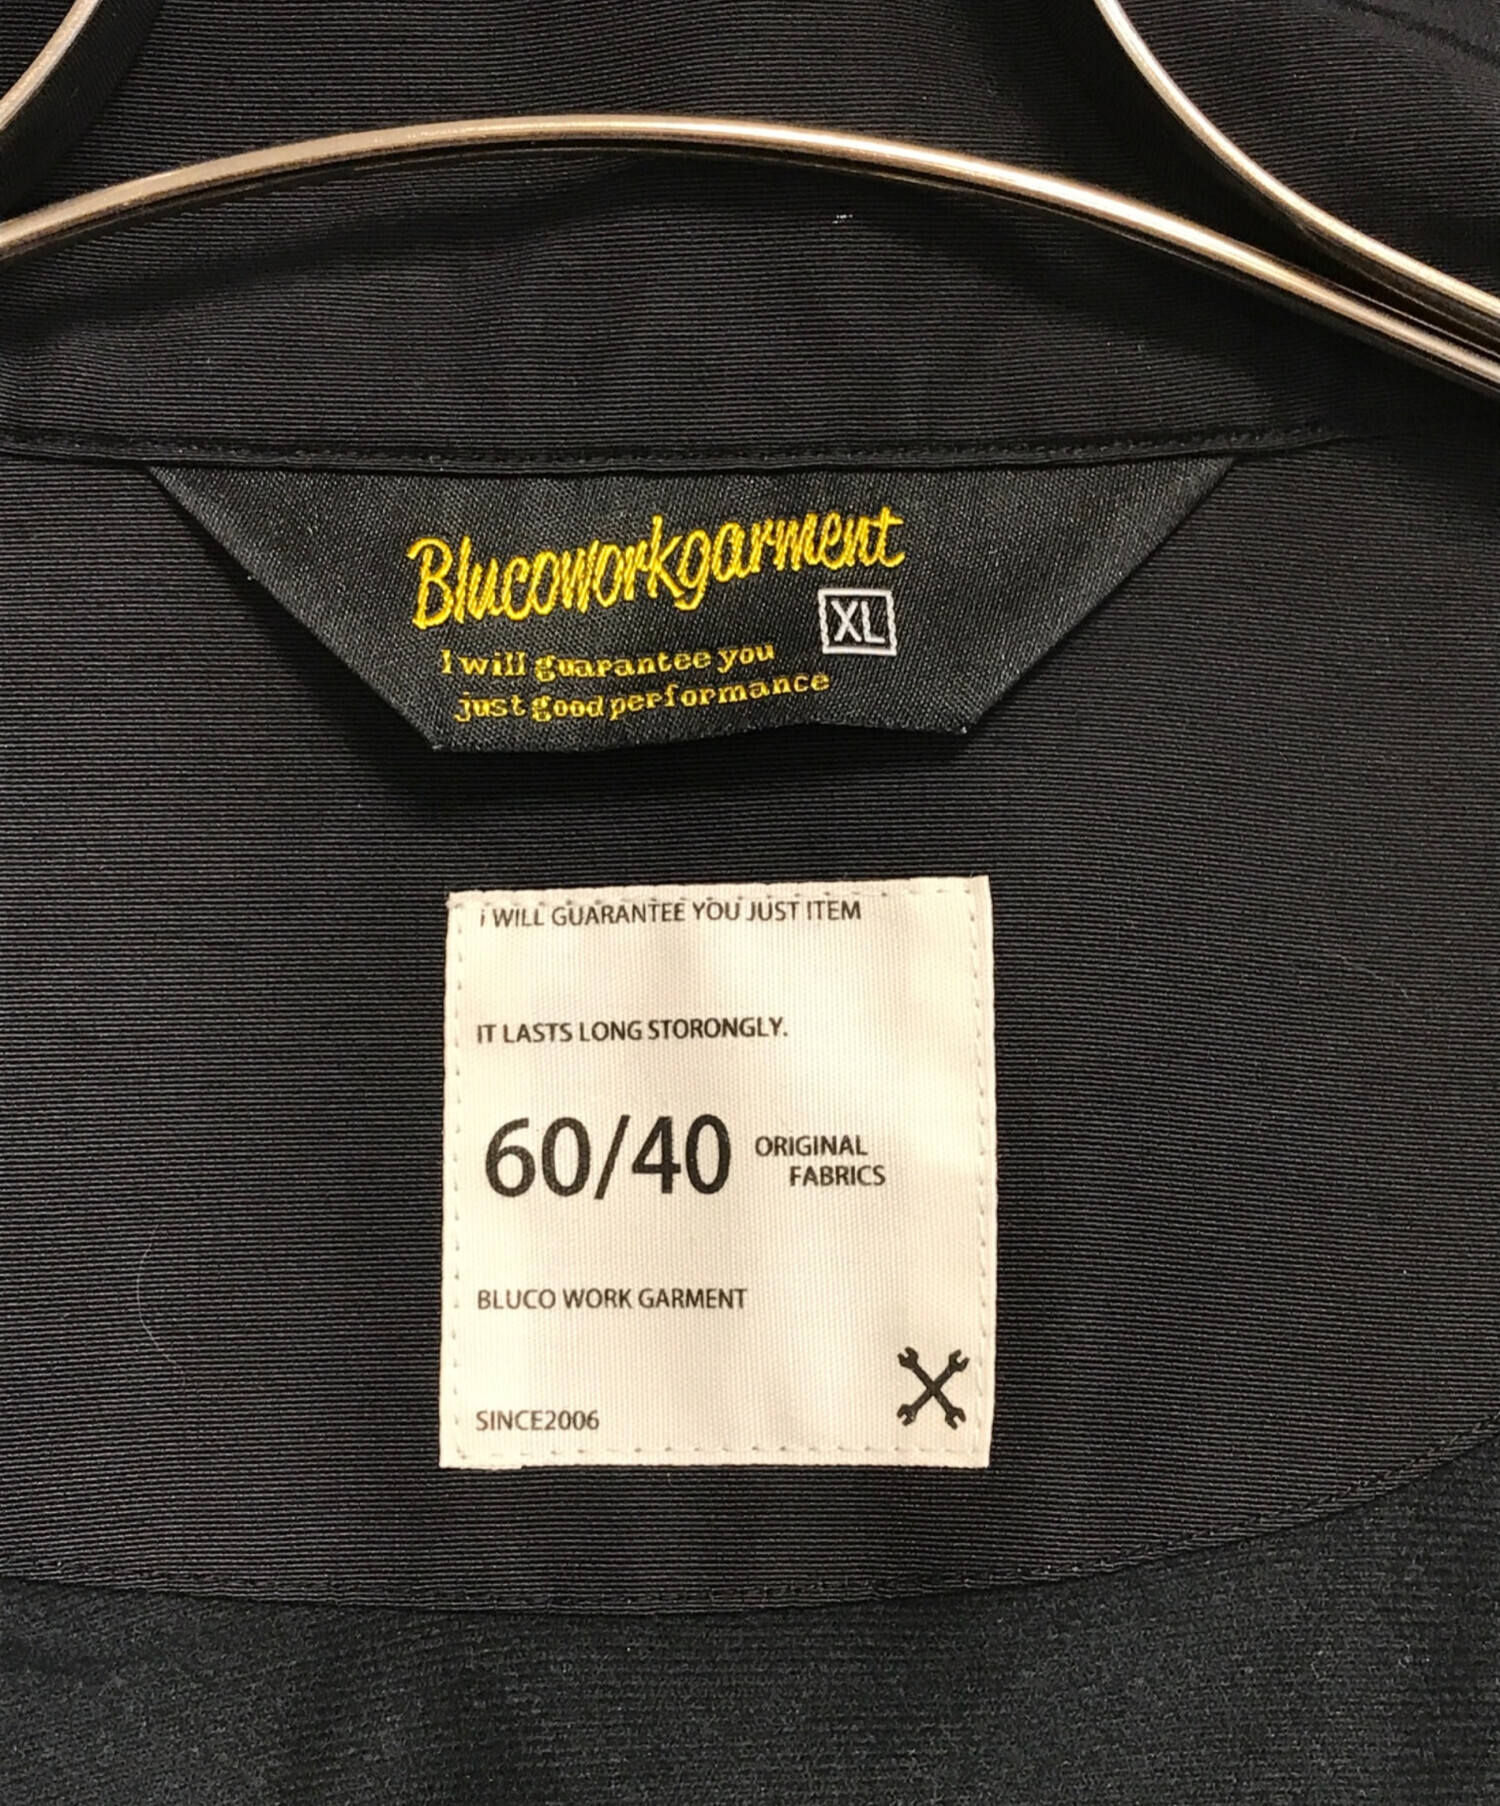 Blucoworkgarment
XL
I will guarantee you
just good performance
i WILL GUARANTEE YOU JUST ITEM
IT LASTS LONG STORONGLY.
60/40 ORIGINAL
FABRICS
BLUCO WORK GARMENT
SINCE2006